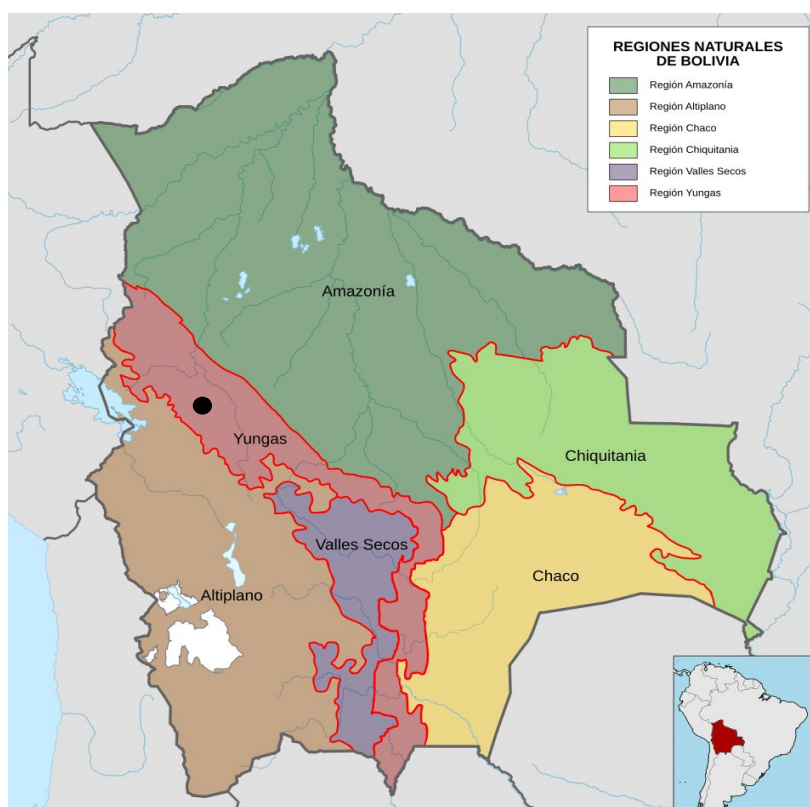 REGIONES NATURALES
DE BOLIVIA
Región Amazonía
Región Altiplano
Región Chaco
Región Chiquitania
Región Valles Secos
Región Yungas
Amazonía
Yungas
Chiquitania
Valles Secos
Chaco
Altiplano